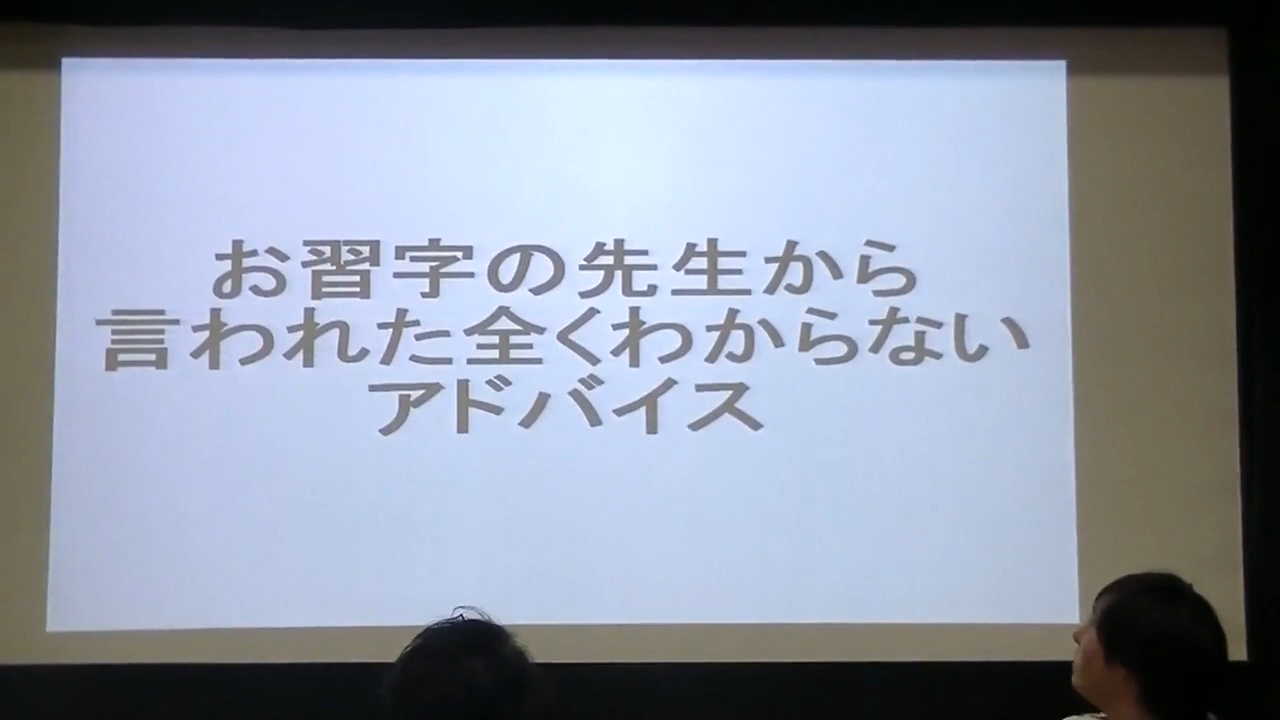 お習字の先生から
言われた全くわからない
アドバイス